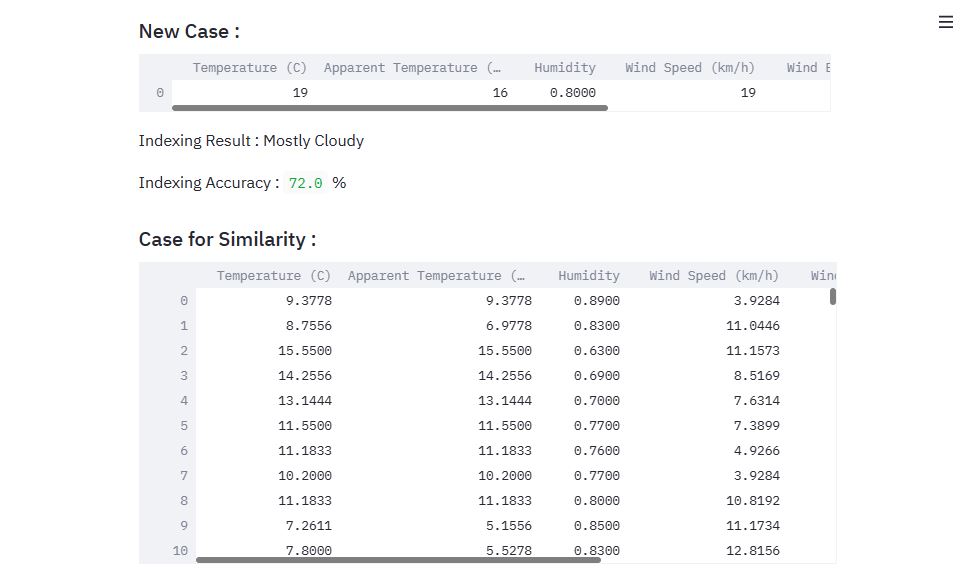 New Case :
Temperature (C) Apparent Temperature (… Humidity Wind Speed (km/h) Wind
0 19 16 0.8000 19
Indexing Result : Mostly Cloudy
Indexing Accuracy : 72.0 %
Case for Similarity :
Temperature (C) Apparent Temperature (… Humidity Wind Speed (km/h) Wind
0 9.3778 9.3778 0.8900 3.9284
1 8.7556 6.9778 0.8300 11.0446
2 15.5500 15.5500 0.6300 11.1573
3 14.2556 14.2556 0.6900 8.5169
4 13.1444 13.1444 0.7000 7.6314
5 11.5500 11.5500 0.7700 7.3899
6 11.1833 11.1833 0.7600 4.9266
7 10.2000 10.2000 0.7700 3.9284
8 11.1833 11.1833 0.8000 10.8192
9 7.2611 5.1556 0.8500 11.1734
10 7.8000 5.5278 0.8300 12.8156